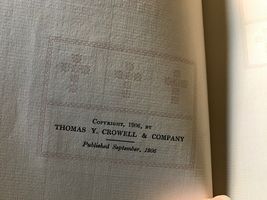 Copyright, 1906, by
THOMAS Y. CROWELL & COMPANY
Published September, 1906